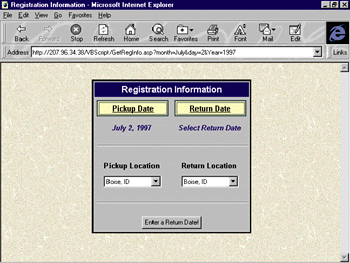 Registration Information - Microsoft Internet Explorer
File Edit View Go Favorites Help
Back Forward Stop Refresh Home Search Favorites Print Font Mail Edit
Address http://207.96.34.38/VBScript/GetRegInfo.asp?month=July&day=2&Year=1997 Links
Registration Information
Pickup Date Return Date
July 2, 1997 Select Return Date
Pickup Location Return Location
Boise, ID Boise, ID
Enter a Return Date!